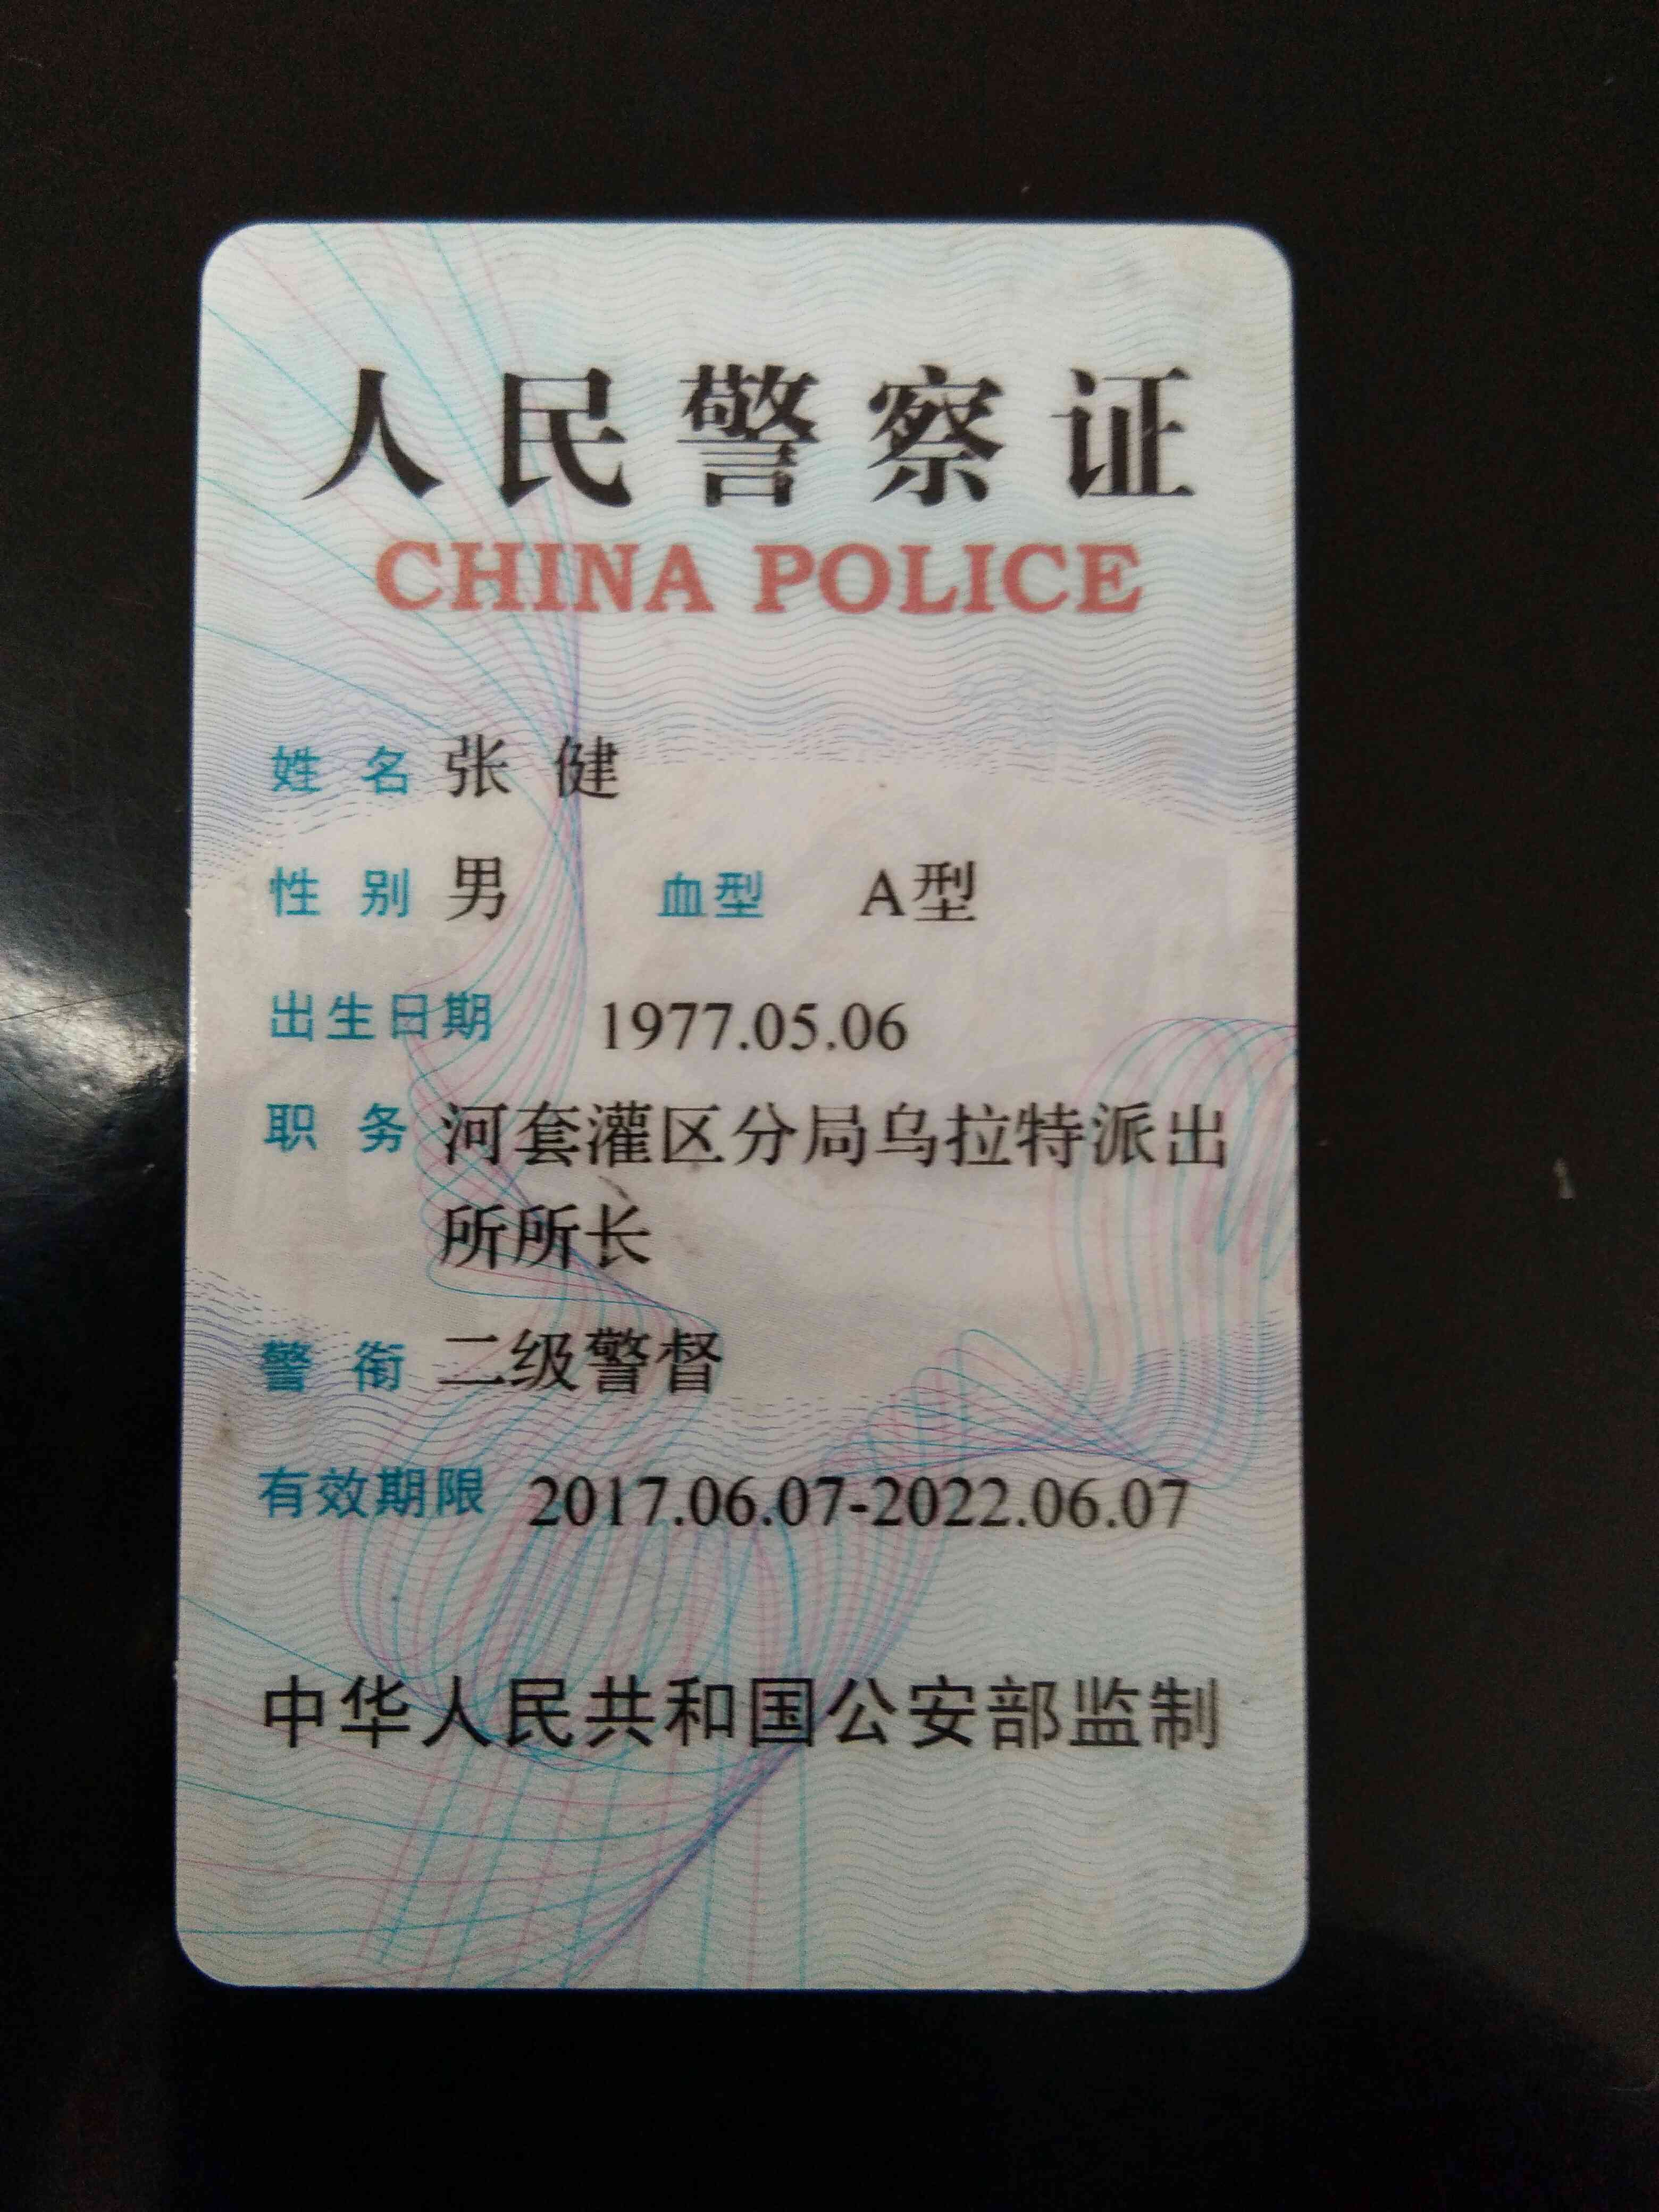 人民警察证
CHINA POLICE
姓 名 张 健
性 别 男 血型 A型
出生日期 1977.05.06
职 务 河套灌区分局乌拉特派出
所所长
警 衔 二级警督
有效期限 2017.06.07-2022.06.07
中华人民共和国公安部监制